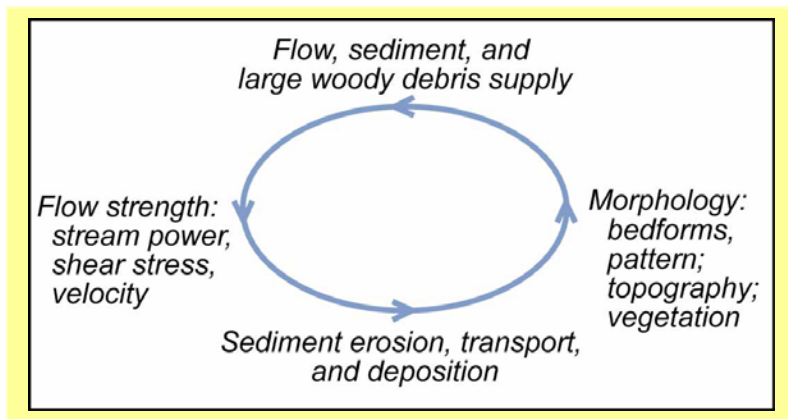 Flow, sediment, and
large woody debris supply
Flow strength:
stream power,
shear stress,
velocity
Morphology:
bedforms,
pattern;
topography;
vegetation
Sediment erosion, transport,
and deposition